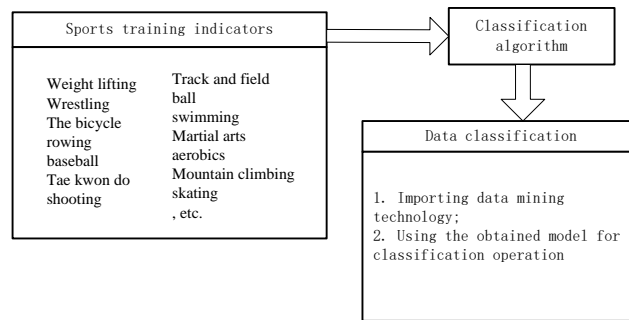 Sports training indicators
Weight lifting
Wrestling
The bicycle
rowing
baseball
Tae kwon do
shooting
Track and field
ball
swimming
Martial arts
aerobics
Mountain climbing
skating
, etc.
Classification
algorithm
Data classification
1. Importing data mining
technology;
2. Using the obtained model for
classification operation